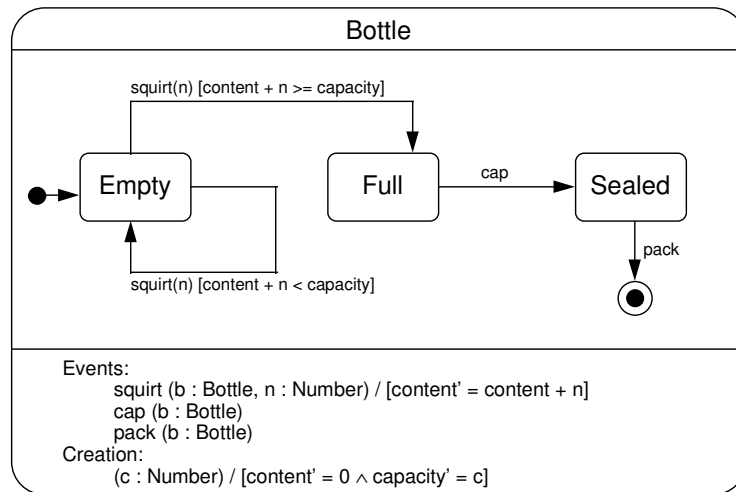 Bottle
squirt(n) [content + n >= capacity]
Empty
Full
cap
Sealed
squirt(n) [content + n < capacity]
pack
Events:
squirt (b : Bottle, n : Number) / [content' = content + n]
cap (b : Bottle)
pack (b : Bottle)
Creation:
(c : Number) / [content' = 0 ∧ capacity' = c]